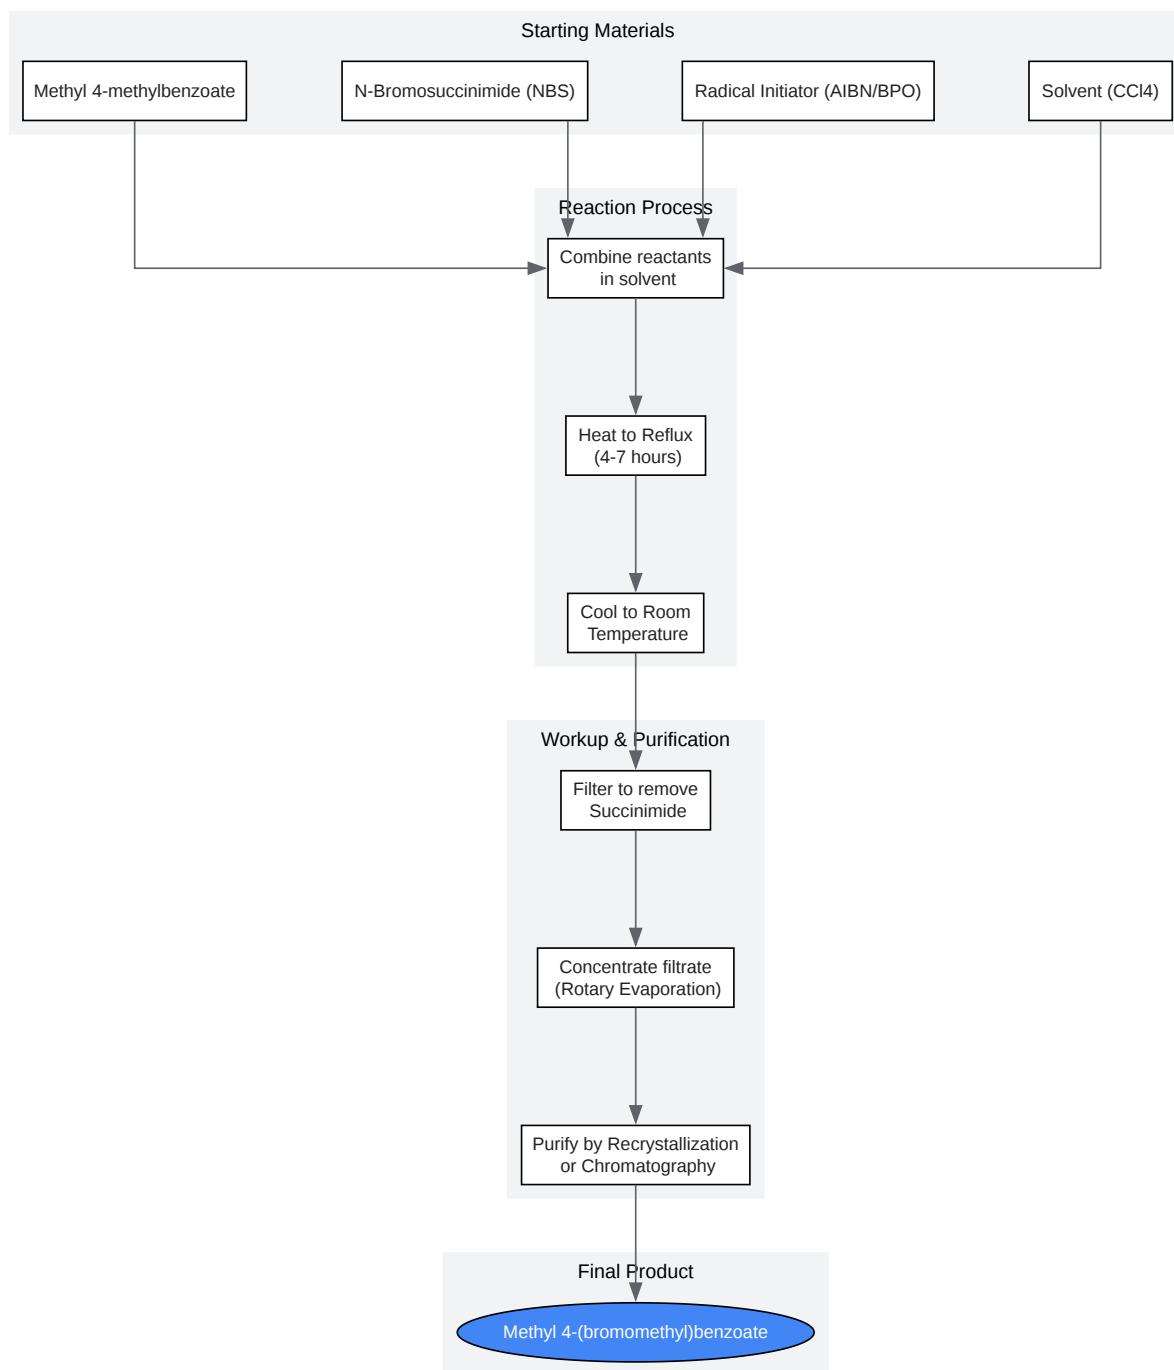 Starting Materials
Methyl 4-methylbenzoate
N-Bromosuccinimide (NBS)
Radical Initiator (AIBN/BPO)
Solvent (CCl4)
Reaction Process
Combine reactants
in solvent
Heat to Reflux
(4-7 hours)
Cool to Room
Temperature
Workup & Purification
Filter to remove
Succinimide
Concentrate filtrate
(Rotary Evaporation)
Purify by Recrystallization
or Chromatography
Final Product
Methyl 4-(bromomethyl)benzoate